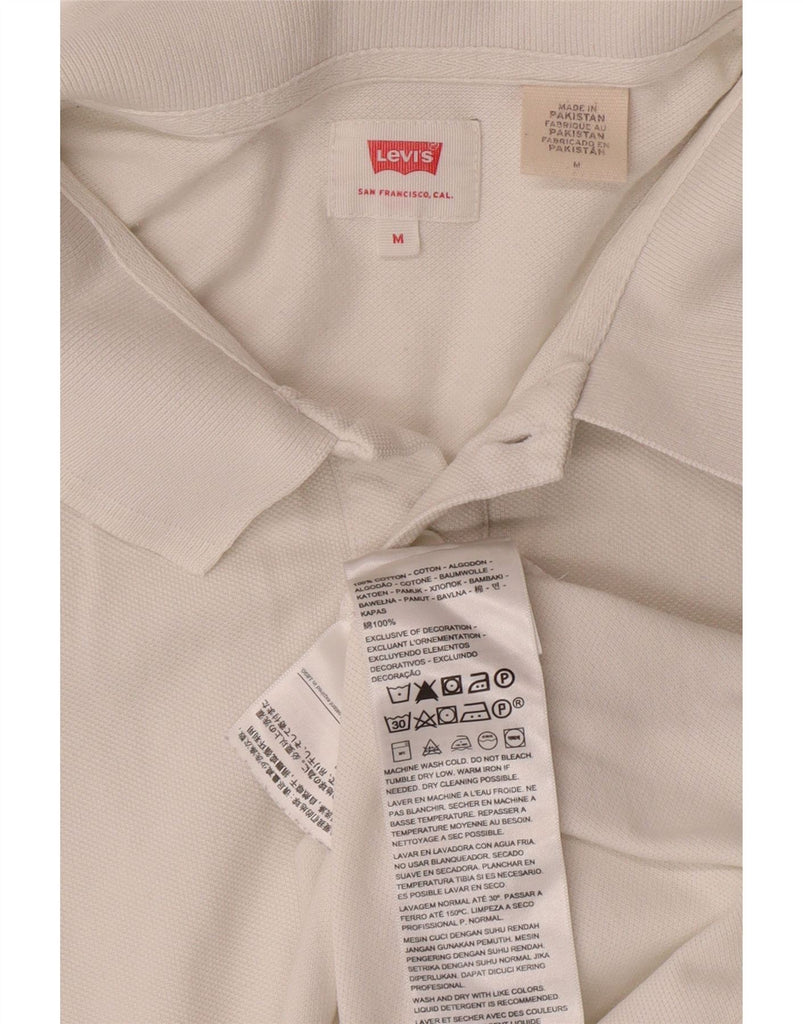 LEVI'S
SAN FRANCISCO, CAL.
M
MADE IN
PAKISTAN
FABRIQUE AU
PAKISTAN
FABRICADO EN
PAKISTAN
M
100% COTTON - COTON - ALGODÓN -
ALGODÃO - COTONE - BAUMWOLLE -
KATOEN - PAMUK - ХЛОПОК - BAMBAKI -
BAWEŁNA - PAMUT - BAVLNA - 棉 - 면 -
KAPAS
綿100%
EXCLUSIVE OF DECORATION -
EXCLUANT L'ORNEMENTATION -
EXCLUYENDO ELEMENTOS
DECORATIVOS - EXCLUINDO
DECORAÇÃO
P
30
P®
MACHINE WASH COLD. DO NOT BLEACH.
TUMBLE DRY LOW. WARM IRON IF
NEEDED. DRY CLEANING POSSIBLE.
LAVER EN MACHINE A L'EAU FROIDE. NE
PAS BLANCHIR. SECHER EN MACHINE A
BASSE TEMPERATURE. REPASSER A
TEMPERATURE MOYENNE AU BESOIN.
NETTOYAGE A SEC POSSIBLE.
LAVAR EN LAVADORA CON AGUA FRIA.
NO USAR BLANQUEADOR. SECADO
SUAVE EN SECADORA. PLANCHAR EN
TEMPERATURA TIBIA SI ES NECESARIO.
ES POSIBLE LAVAR EN SECO
LAVAGEM NORMAL ATÉ 30º. PASSAR A
FERRO ATÉ 150ºC. LIMPEZA A SECO
PROFISSIONAL P. NORMAL.
MESIN CUCI DENGAN SUHU RENDAH
JANGAN GUNAKAN PEMUTIH. MESIN
PENGERING DENGAN SUHU RENDAH.
SETRIKA DENGAN SUHU NORMAL JIKA
DIPERLUKAN. DAPAT DICUCI KERING
PROFESIONAL.
WASH AND DRY WITH LIKE COLORS.
LIQUID DETERGENT IS RECOMMENDED.
LAVER ET SECHER AVEC DES COULEURS